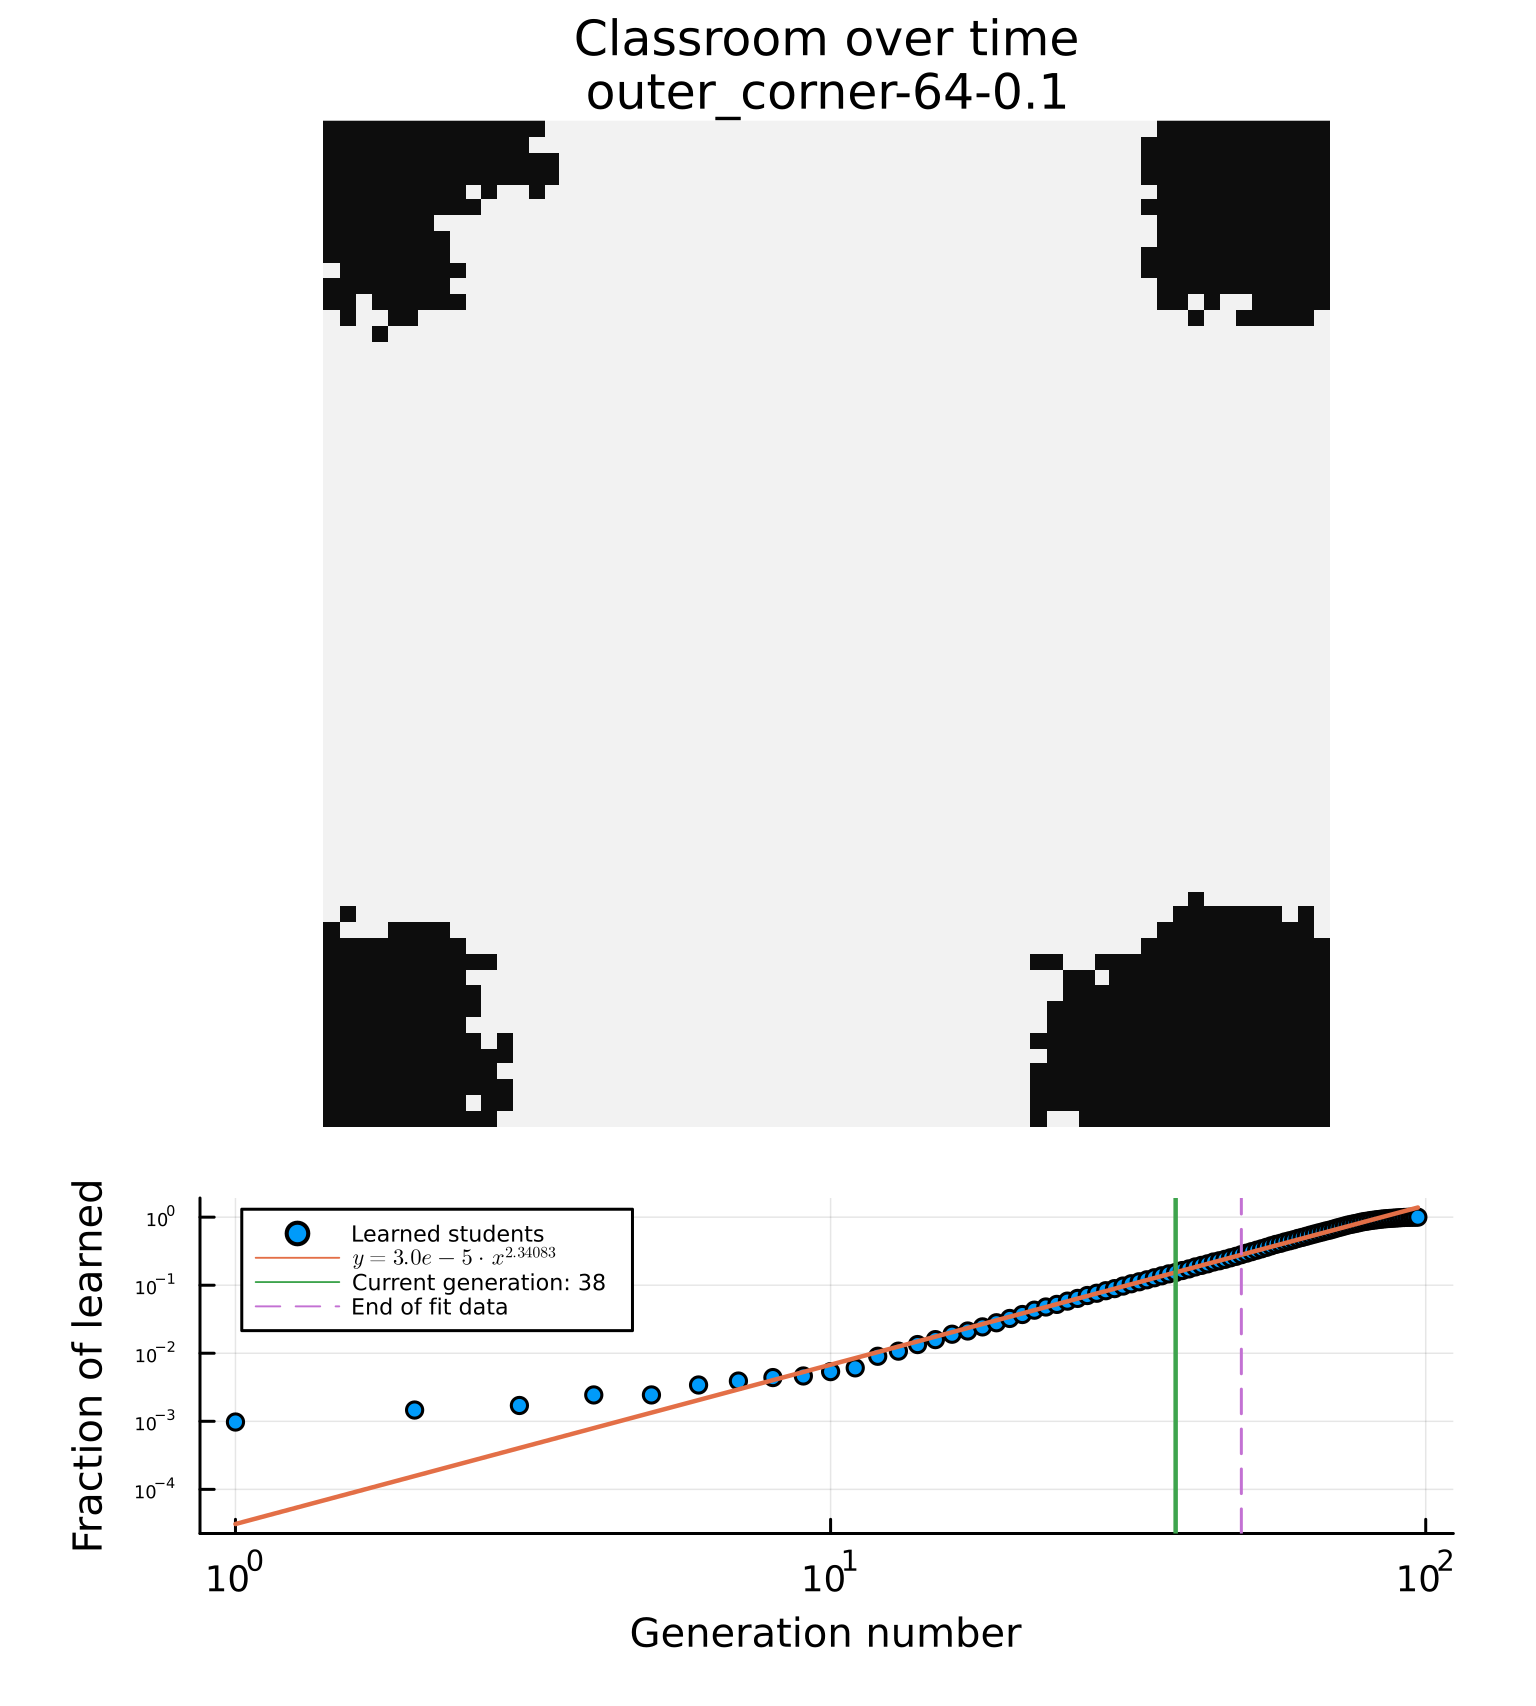 Classroom over time
outer_corner-64-0.1
Fraction of learned
10^0
10^−1
10^−2
10^−3
10^−4
Learned students
y = 3.0e − 5 · x^2.34083
Current generation: 38
End of fit data
10^0 10^1 10^2
Generation number